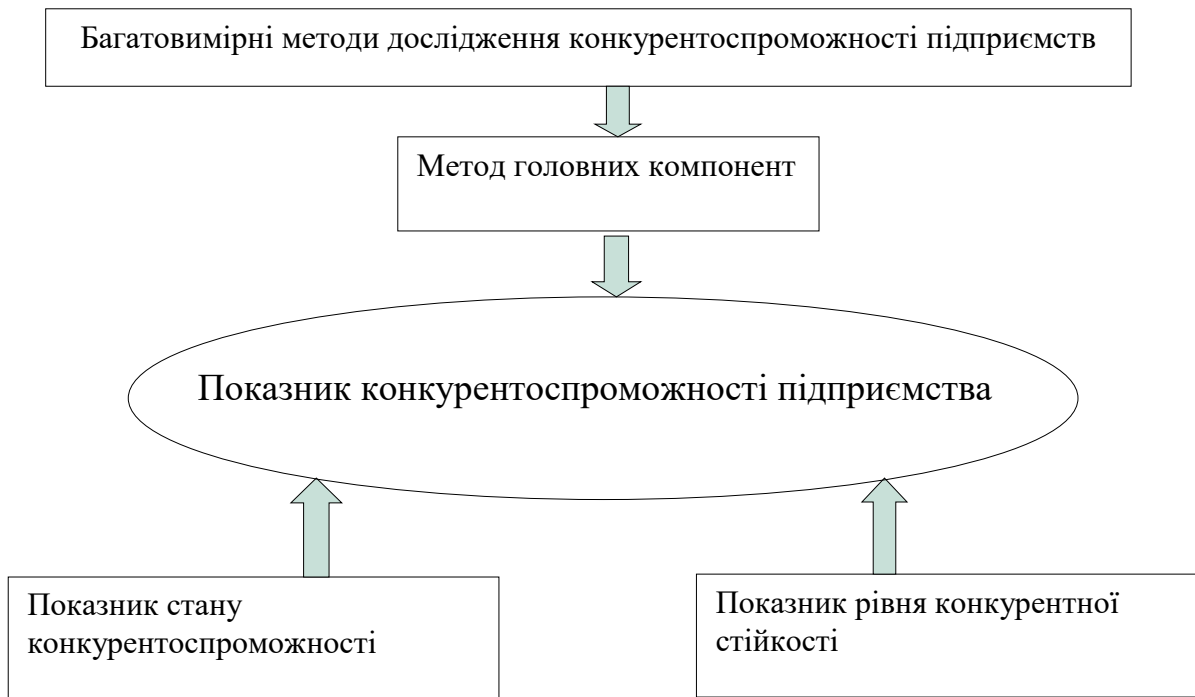 Багатовимірні методи дослідження конкурентоспроможності підприємств
Метод головних компонент
Показник конкурентоспроможності підприємства
Показник стану
конкурентоспроможності
Показник рівня конкурентної
стійкості